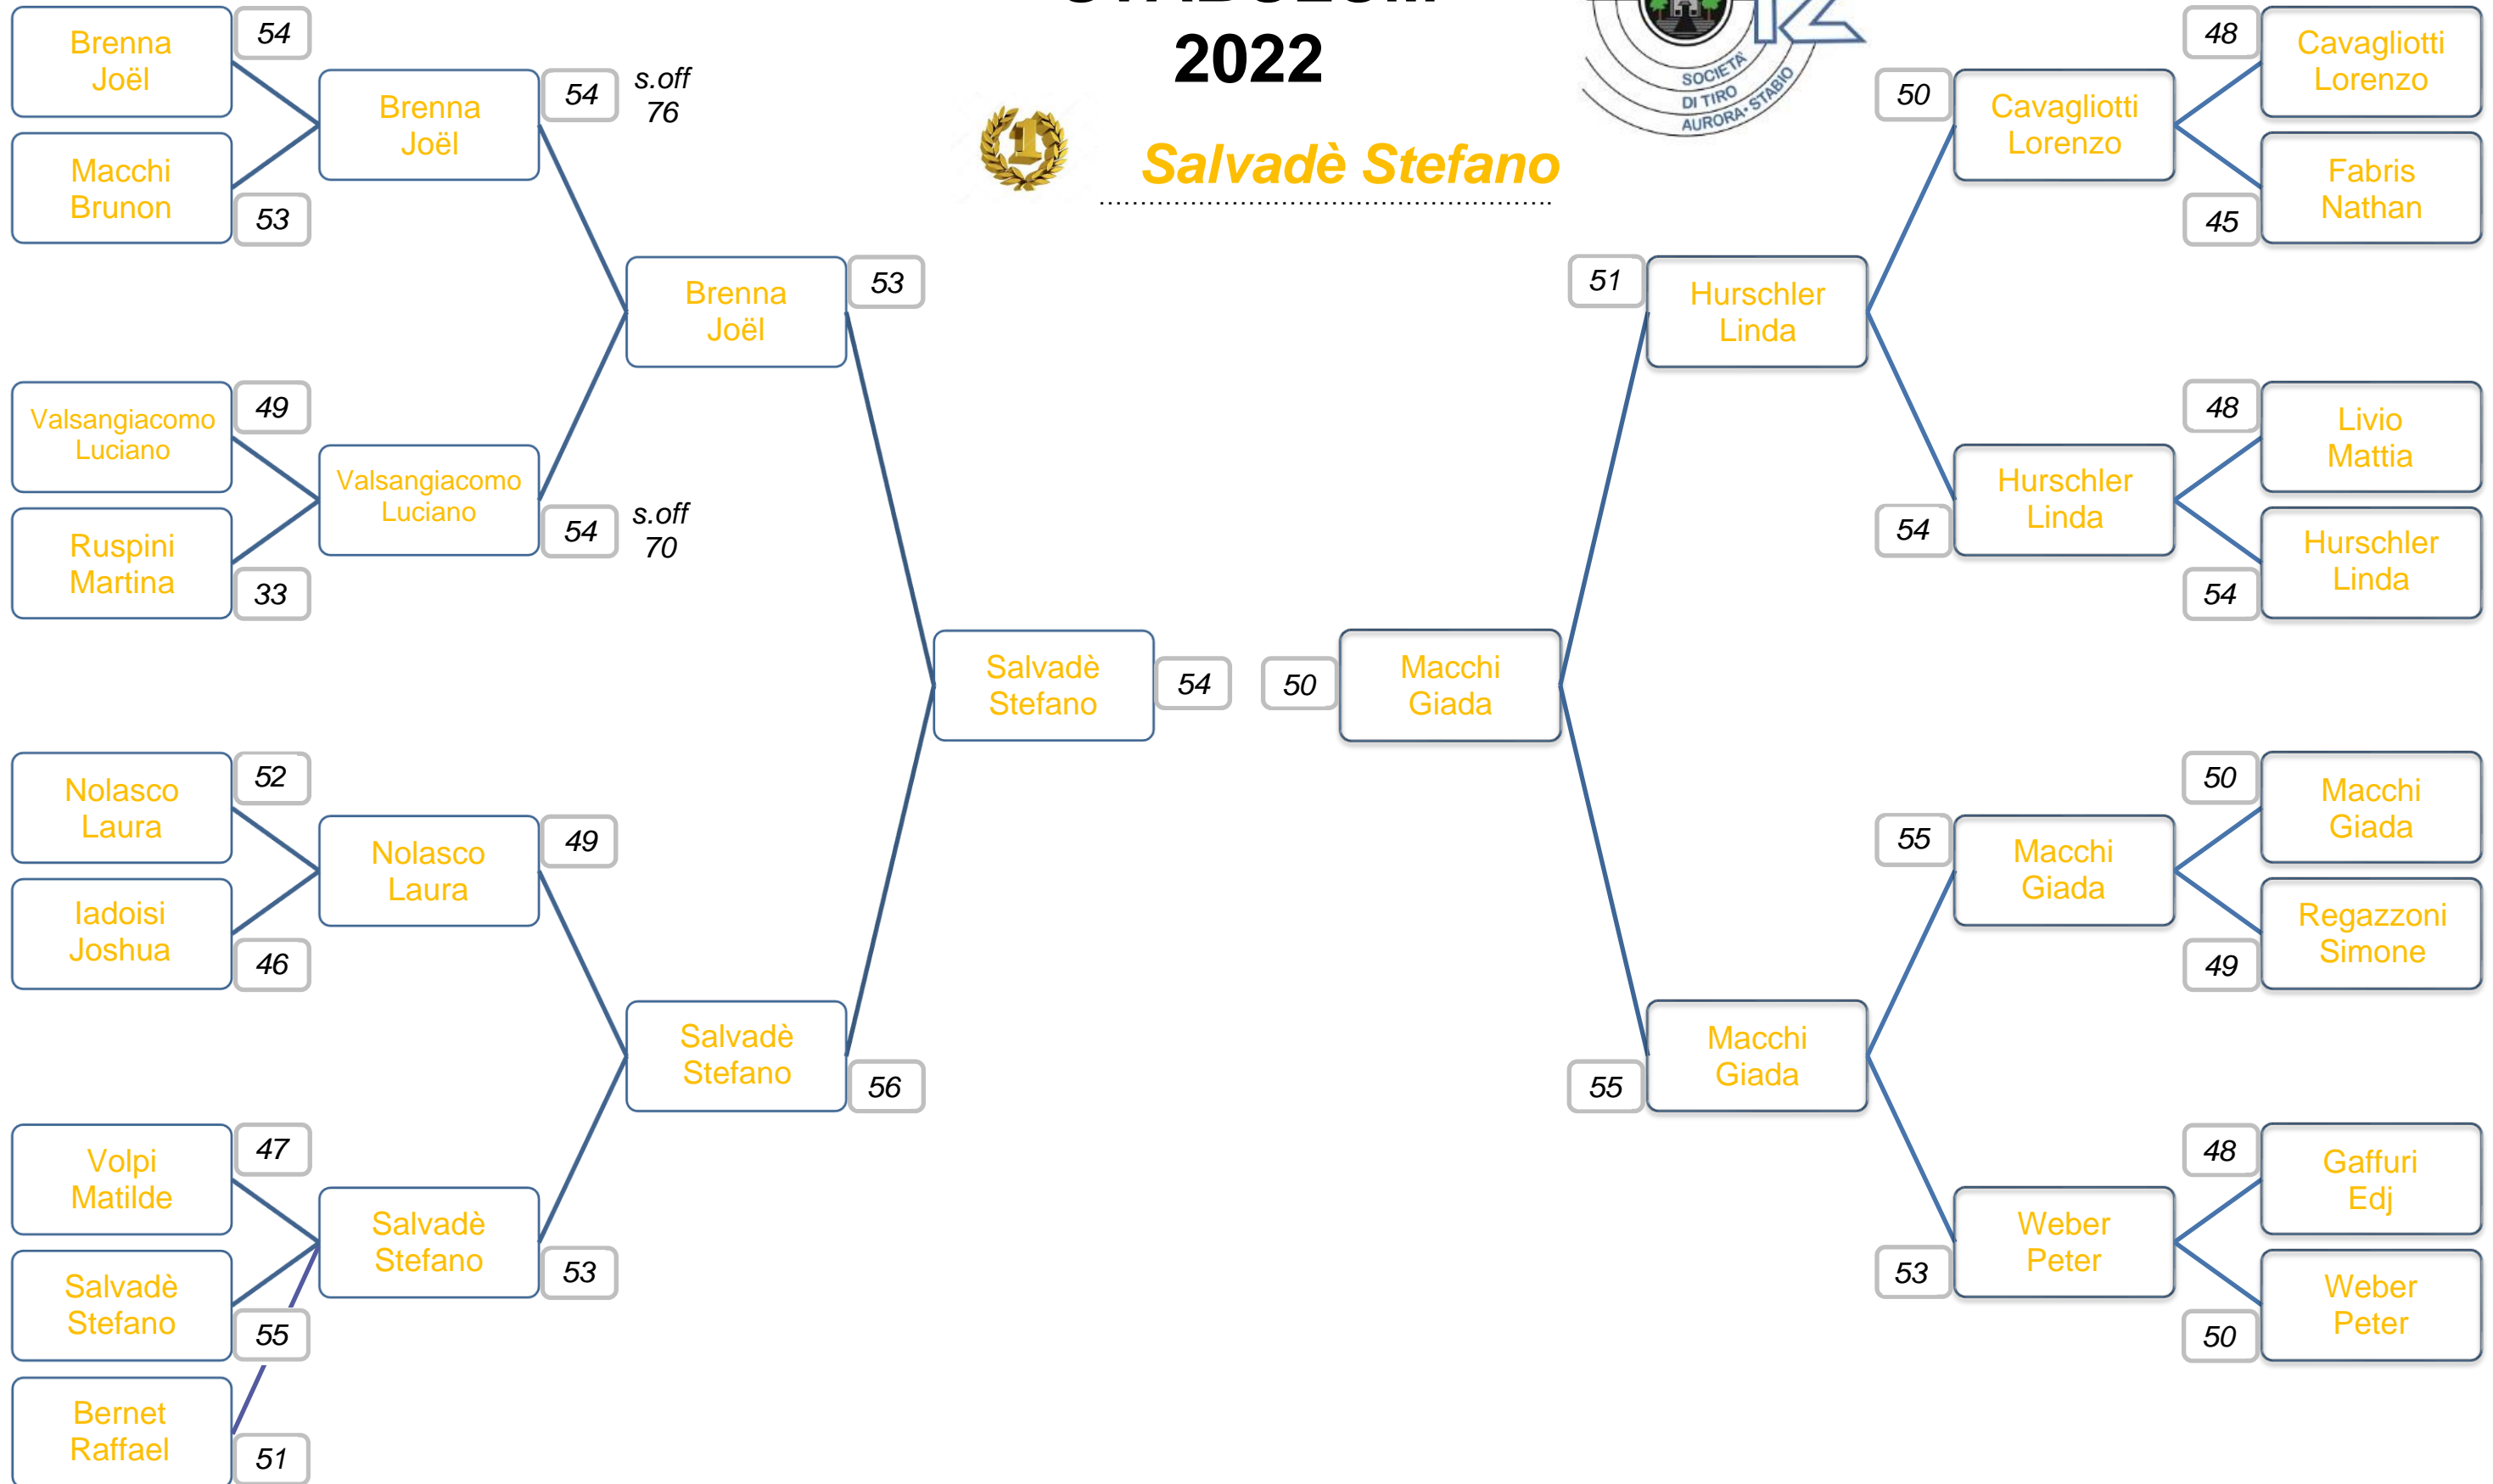 2022
Salvadè Stefano
SOCIETÀ
DI TIRO
AURORA • STABIO
Brenna
Joël
54
Macchi
Brunon
53
Valsangiacomo
Luciano
49
Ruspini
Martina
33
Nolasco
Laura
52
Iadoisi
Joshua
46
Volpi
Matilde
47
Salvadè
Stefano
55
Bernet
Raffael
51
Brenna
Joël
54
s.off
76
Valsangiacomo
Luciano
54
s.off
70
Nolasco
Laura
49
Salvadè
Stefano
53
Brenna
Joël
53
Salvadè
Stefano
56
Salvadè
Stefano
54
50
Macchi
Giada
51
Hurschler
Linda
55
Macchi
Giada
50
Cavagliotti
Lorenzo
54
Hurschler
Linda
55
Macchi
Giada
53
Weber
Peter
48
Cavagliotti
Lorenzo
45
Fabris
Nathan
48
Livio
Mattia
54
Hurschler
Linda
50
Macchi
Giada
49
Regazzoni
Simone
48
Gaffuri
Edj
50
Weber
Peter